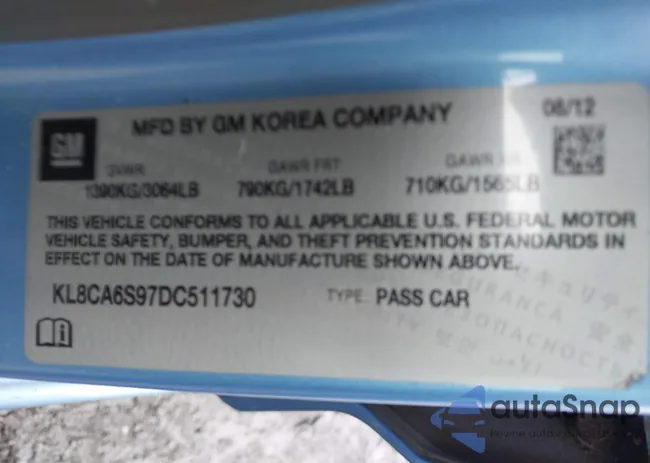 GM
MFD BY GM KOREA COMPANY
08/12
GVWR
GAWR FRT
GAWR
1390KG/3064LB
790KG/1742LB
710KG/1565LB
THIS VEHICLE CONFORMS TO ALL APPLICABLE U.S. FEDERAL MOTOR
VEHICLE SAFETY, BUMPER, AND THEFT PREVENTION STANDARDS IN
EFFECT ON THE DATE OF MANUFACTURE SHOWN ABOVE.
KL8CA6S97DC511730
TYPE: PASS CAR
autoSnap